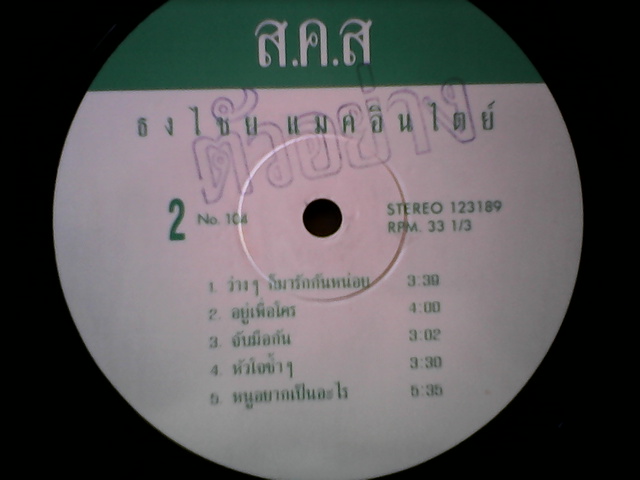 ส.ค.ส
ธงไชย แมคอินไตย์
ตัวอย่าง
2 No. 104 STEREO 123189
RPM. 33 1/3
1. ว่างๆ ก็มารักกันหน่อย 3:39
2. อยู่เพื่อใคร 4:00
3. จับมือกัน 3:02
4. หัวใจช้ำๆ 3:30
5. หนูอยากเป็นอะไร 5:35